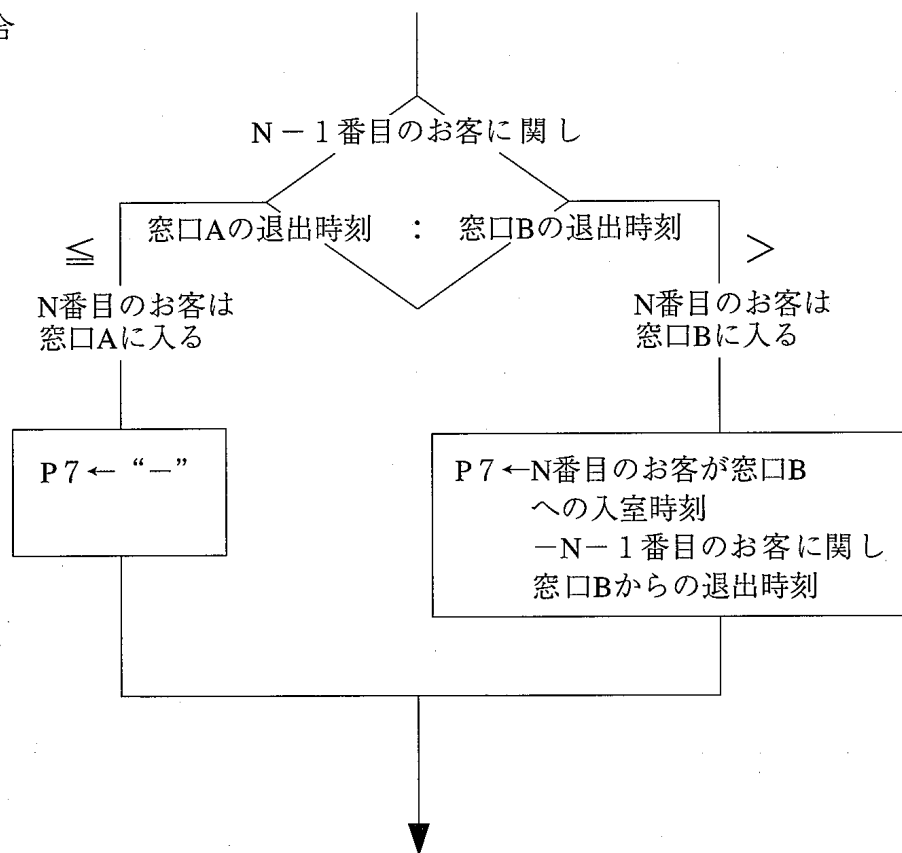 合
N－1番目のお客に関し
窓口Aの退出時刻 ： 窓口Bの退出時刻
≦
＞
N番目のお客は
窓口Aに入る
N番目のお客は
窓口Bに入る
P7←“－”
P7←N番目のお客が窓口B
への入室時刻
－N－1番目のお客に関し
窓口Bからの退出時刻